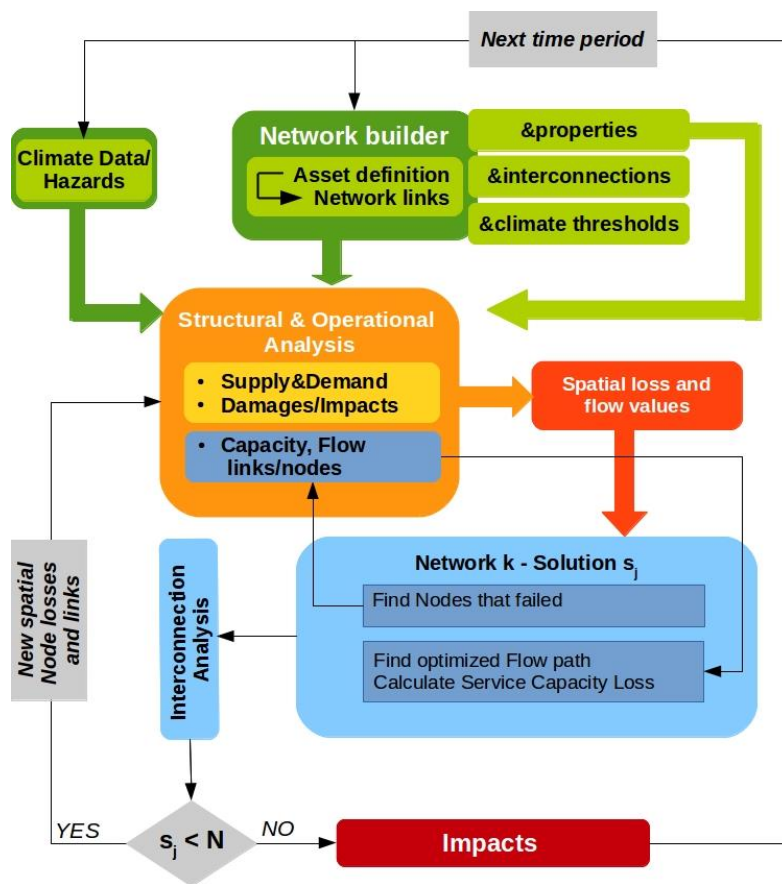 Next time period
Network builder
&properties
Climate Data/
Hazards
Asset definition
Network links
&interconnections
&climate thresholds
Structural & Operational
Analysis
• Supply&Demand
• Damages/Impacts
• Capacity, Flow
links/nodes
Spatial loss and
flow values
New spatial
Node losses
and links
Interconnection
Analysis
Network k - Solution sj
Find Nodes that failed
Find optimized Flow path
Calculate Service Capacity Loss
YES
sj < N
NO
Impacts